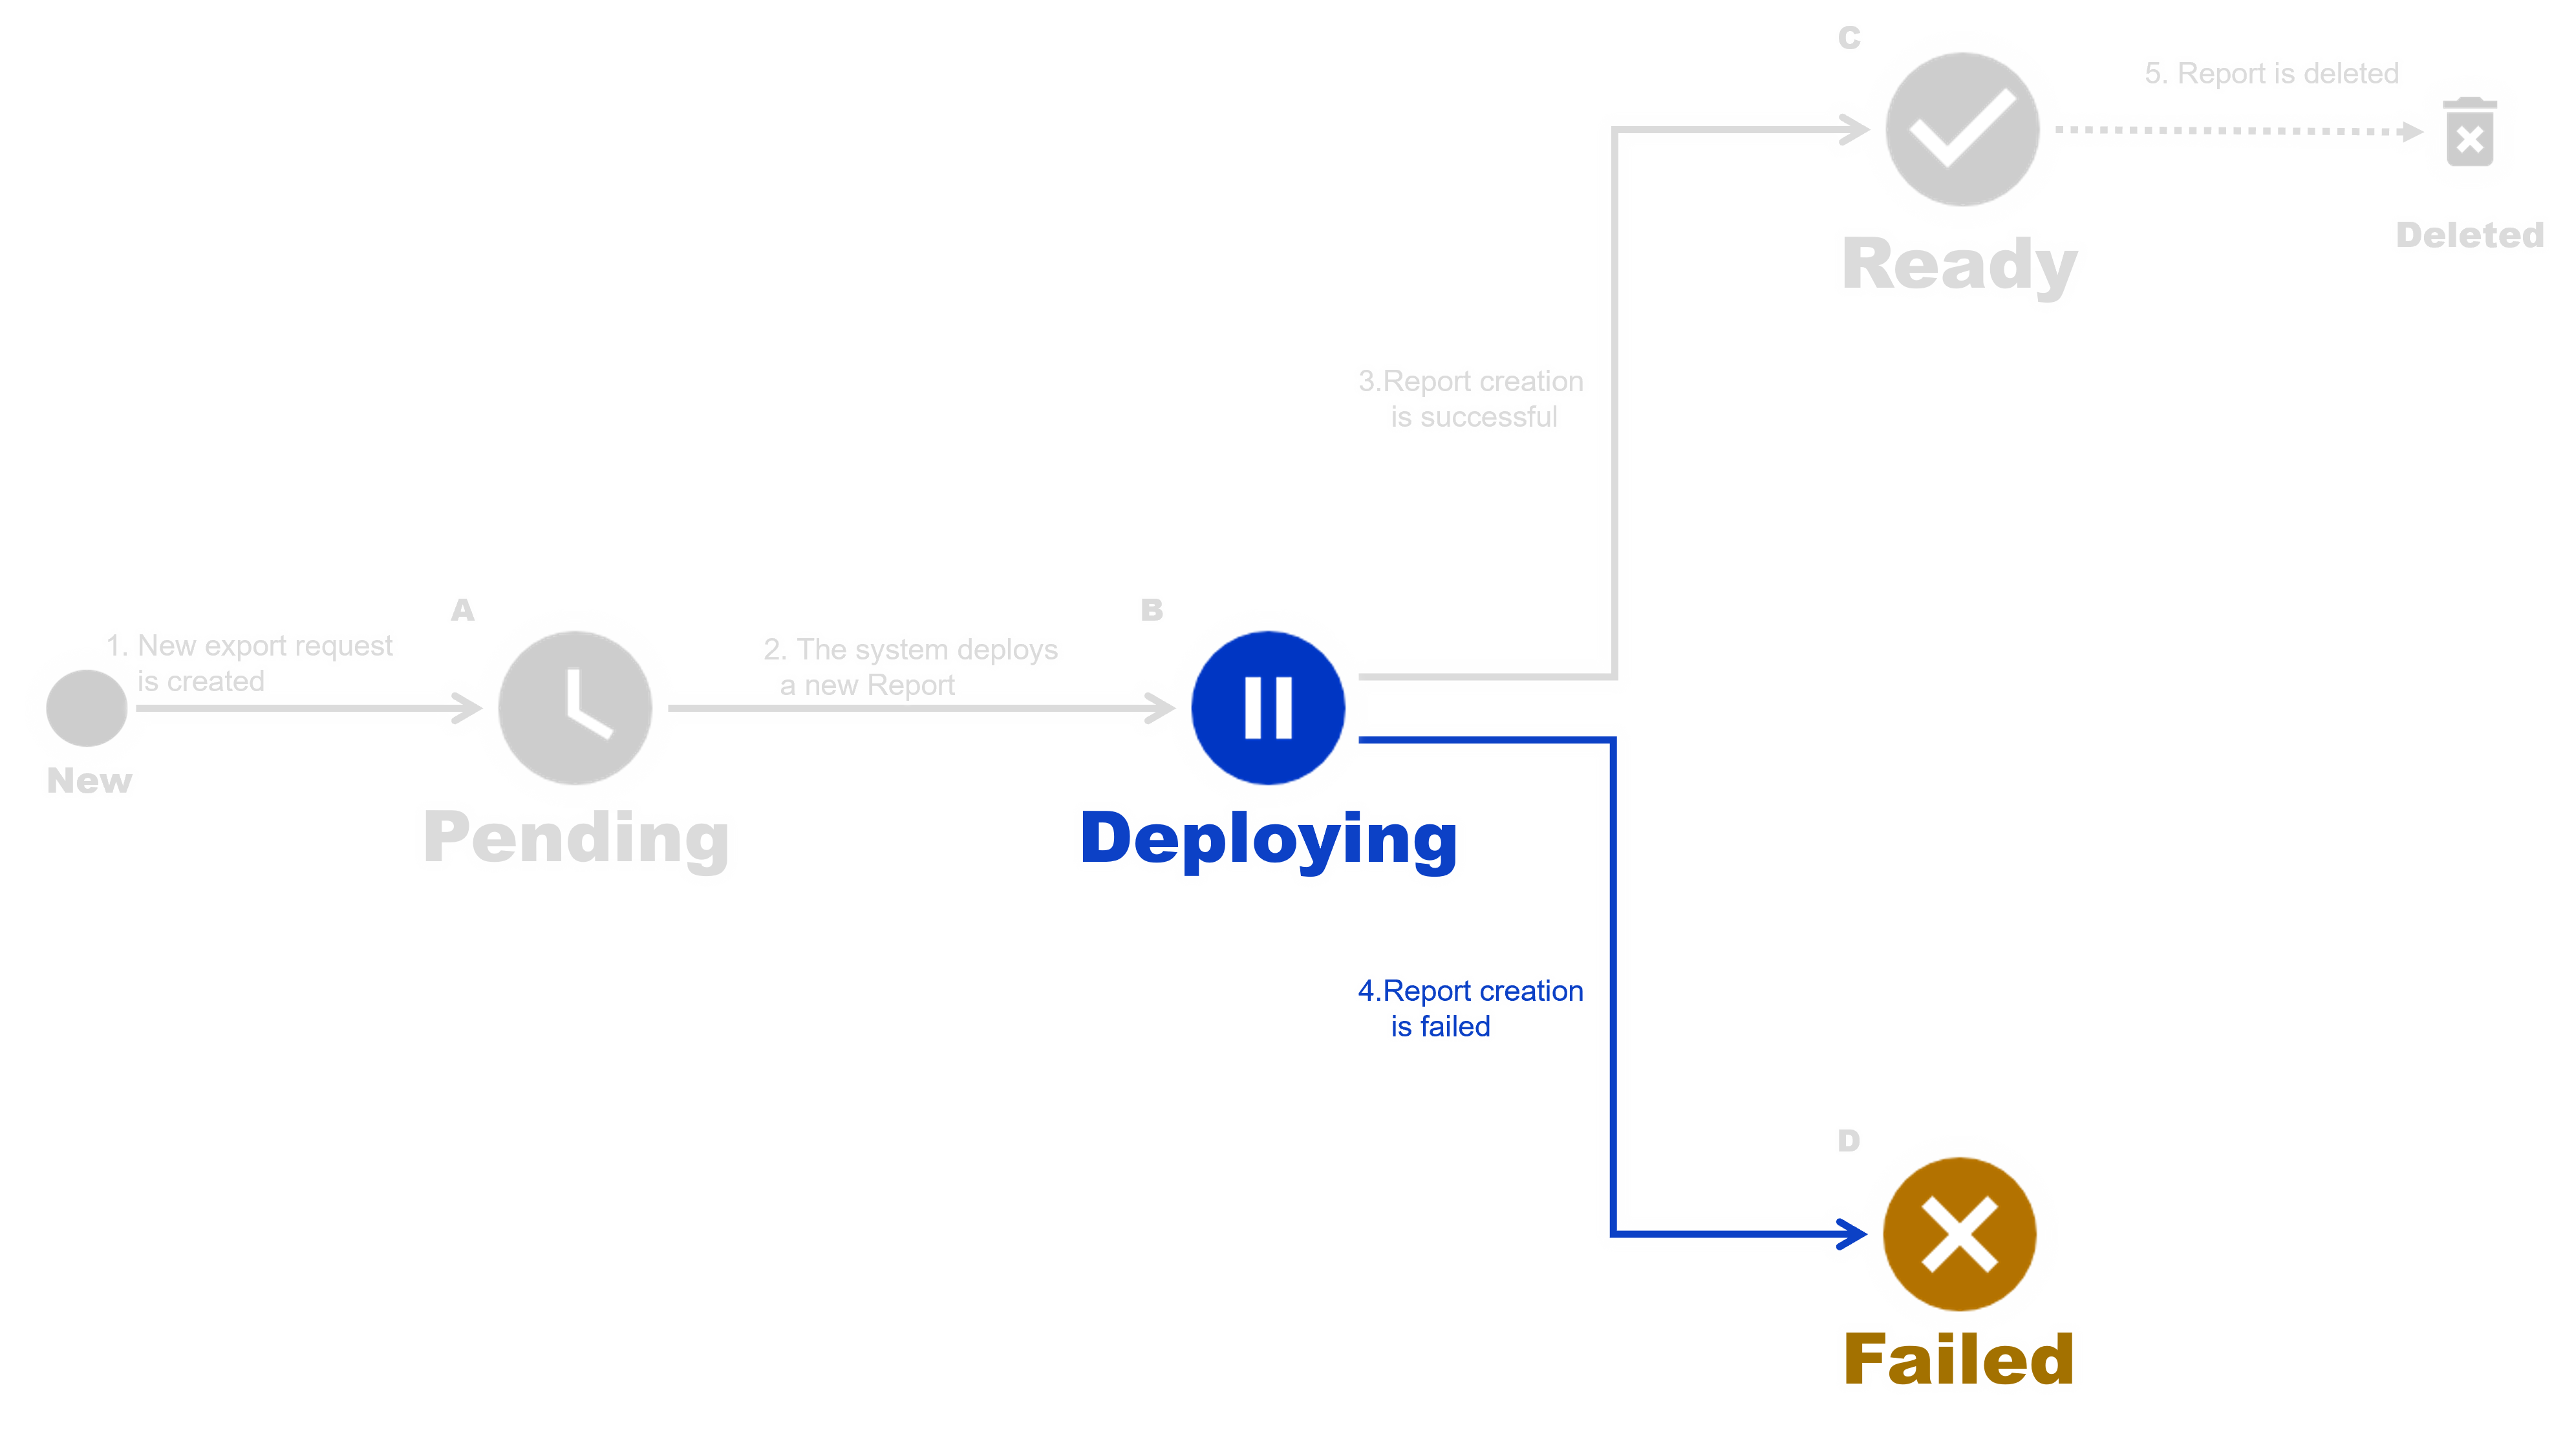 C
5. Report is deleted
Ready
Deleted
3.Report creation
is successful
A
B
1. New export request
is created
2. The system deploys
a new Report
New
Pending
Deploying
4.Report creation
is failed
D
Failed